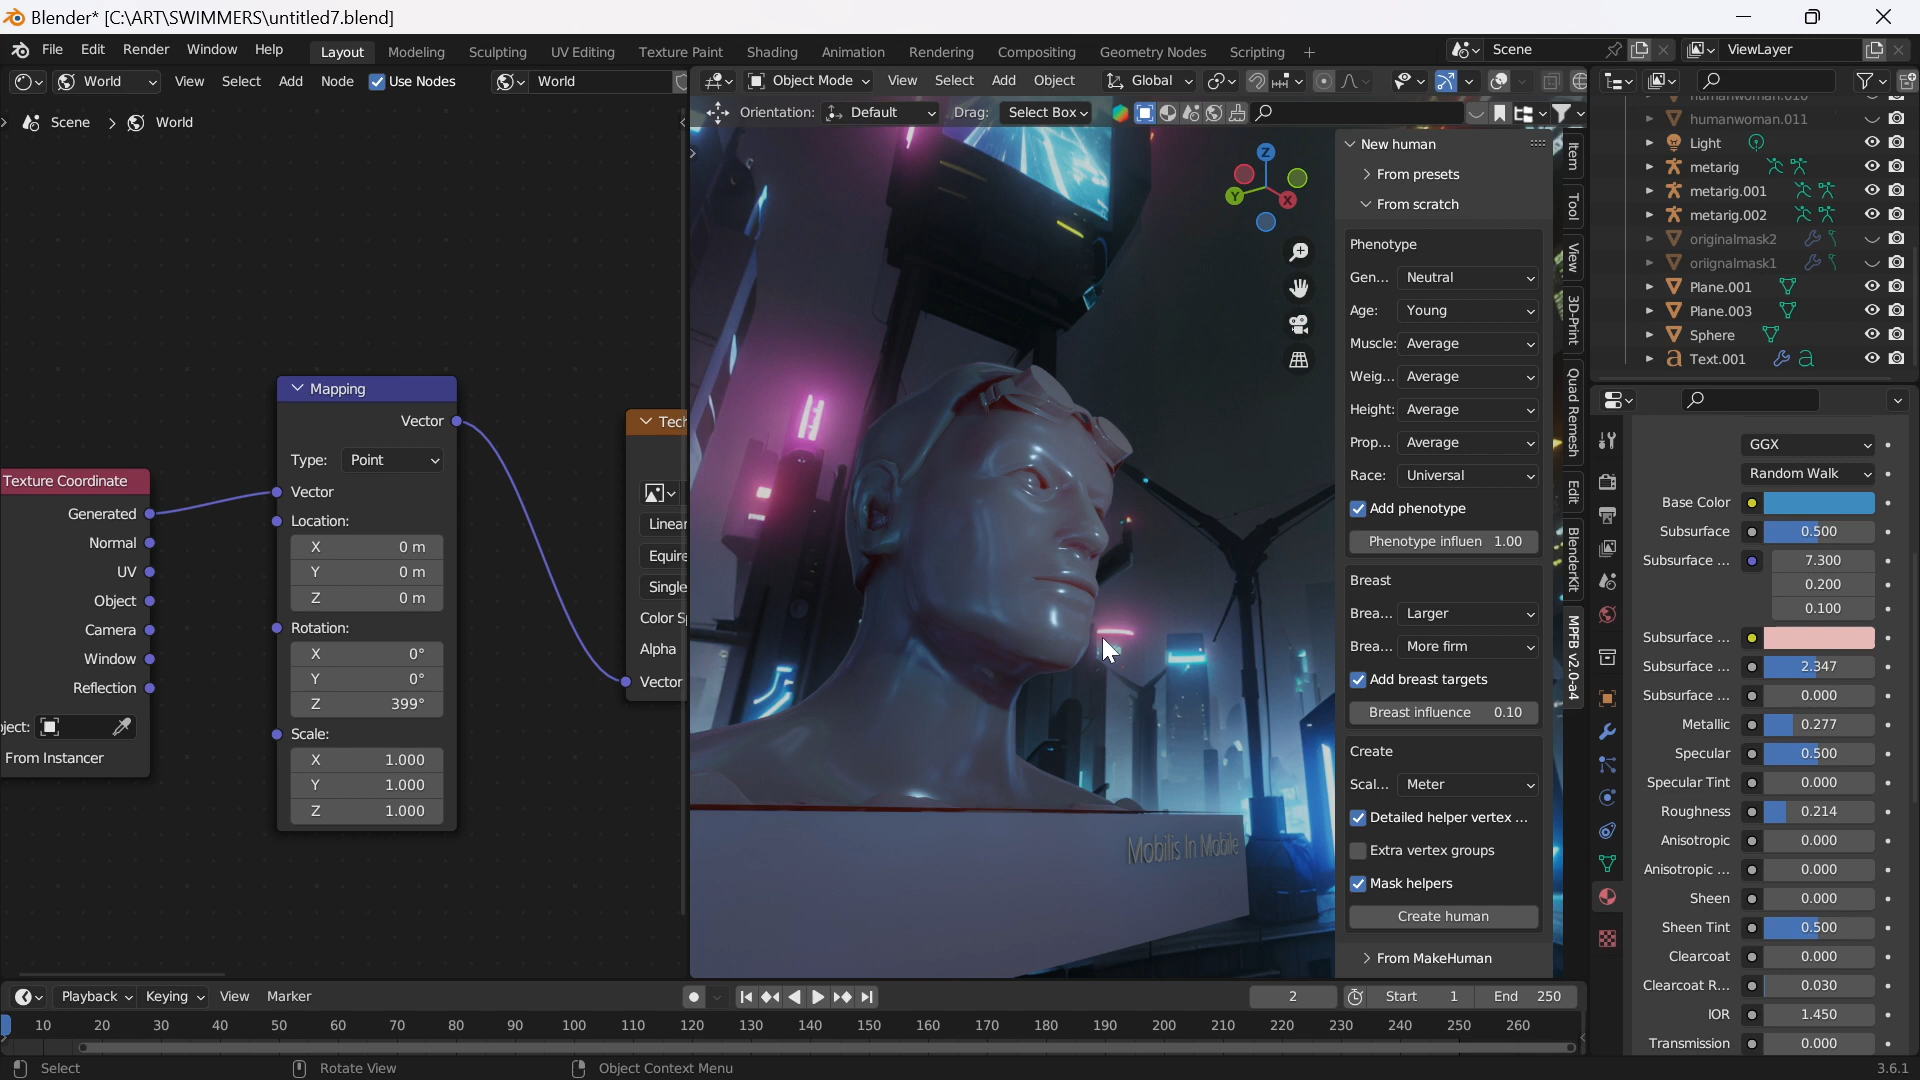 Blender* [C:\ART\SWIMMERS\untitled7.blend]
File Edit Render Window Help Layout Modeling Sculpting UV Editing Texture Paint Shading Animation Rendering Compositing Geometry Nodes Scripting + Scene ViewLayer
World View Select Add Node Use Nodes World
Object Mode View Select Add Object Global
Orientation: Default Drag: Select Box
Scene > World
Texture Coordinate
Generated
Normal
UV
Object
Camera
Window
Reflection
ject:
From Instancer
Mapping
Vector
Type: Point
Vector
Location:
X 0 m
Y 0 m
Z 0 m
Rotation:
X 0°
Y 0°
Z 399°
Scale:
X 1.000
Y 1.000
Z 1.000
Tech
Linear
Equire
Single
Color S
Alpha
Vector
Z
Y
X
Mobilis In Mobile
New human
From presets
From scratch
Phenotype
Gen... Neutral
Age: Young
Muscle: Average
Weig... Average
Height: Average
Prop... Average
Race: Universal
Add phenotype
Phenotype influen 1.00
Breast
Brea... Larger
Brea... More firm
Add breast targets
Breast influence 0.10
Create
Scal... Meter
Detailed helper vertex ...
Extra vertex groups
Mask helpers
Create human
From MakeHuman
Item
Tool
View
3D-Print
Quad Remesh
Edit
BlenderKit
MPFB v2.0-a4
humanwoman.010
humanwoman.011
Light
metarig
metarig.001
metarig.002
originalmask2
oriignalmask1
Plane.001
Plane.003
Sphere
Text.001
GGX
Random Walk
Base Color
Subsurface 0.500
Subsurface ... 7.300
0.200
0.100
Subsurface ...
Subsurface ... 2.347
Subsurface ... 0.000
Metallic 0.277
Specular 0.500
Specular Tint 0.000
Roughness 0.214
Anisotropic 0.000
Anisotropic ... 0.000
Sheen 0.000
Sheen Tint 0.500
Clearcoat 0.000
Clearcoat R... 0.030
IOR 1.450
Transmission 0.000
Playback Keying View Marker 2 Start 1 End 250
10 20 30 40 50 60 70 80 90 100 110 120 130 140 150 160 170 180 190 200 210 220 230 240 250 260
Select Rotate View Object Context Menu 3.6.1